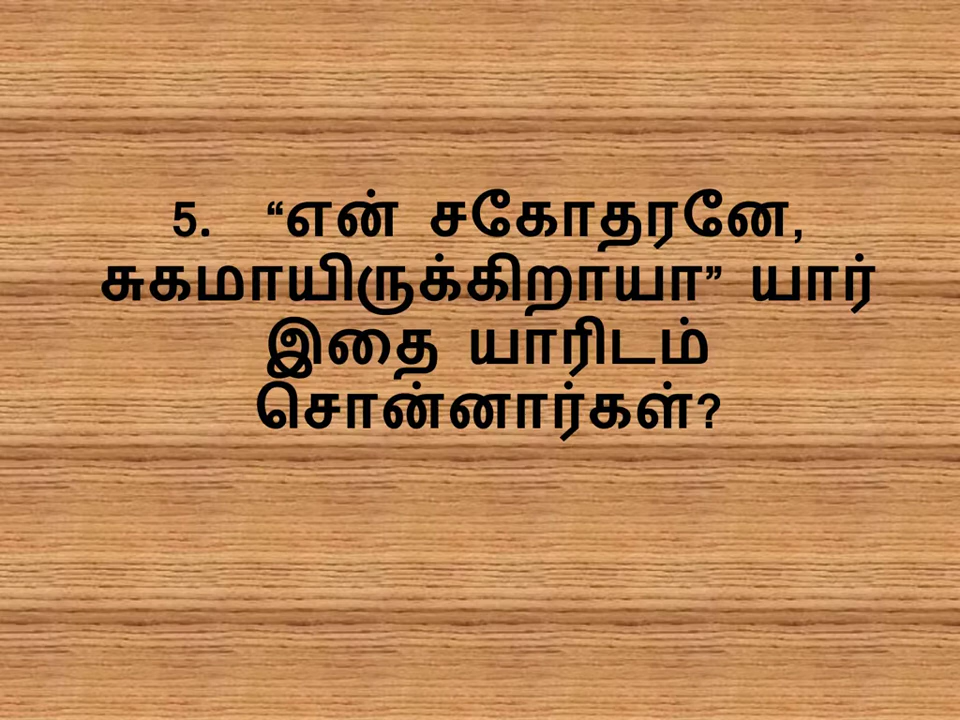 5. “என் சகோதரனே,
சுகமாயிருக்கிறாயா” யார்
இதை யாரிடம்
சொன்னார்கள்?